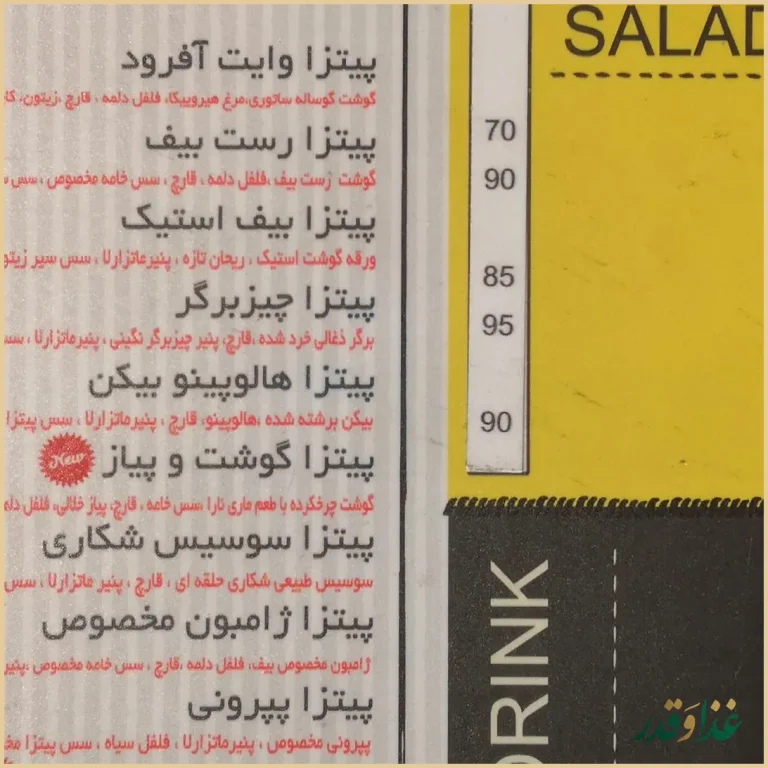 پیتزا وایت آفرود
گوشت گوساله ساتوری،مرغ هیروپیکا، فلفل دلمه ، قارچ ،زیتون،
پیتزا رست بیف
گوشت رست بیف ،فلفل دلمه ، قارچ ، سس خامه مخصوص ، سس
پیتزا بیف استیک
ورقه گوشت استیک ، ریحان تازه ، پنیرماتزارلا ، سس سیر
پیتزا چیزبرگر
برگر ذغالی خرد شده ،قارچ، پنیر چیزبرگر نگینی ، پنیرماتزارلا ، سس
پیتزا هالوپینو بیکن
بیکن برشته شده ،هالوپینو، قارچ ، پنیرماتزارلا ، سس پیتزا
پیتزا گوشت و پیاز New
گوشت چرخکرده با طعم ماری نارا ، سس خامه ، قارچ، پیاز خلالی، فلفل
پیتزا سوسیس شکاری
سوسیس طبیعی شکاری حلقه ای ، قارچ ، پنیر ماتزارلا ، سس
پیتزا ژامبون مخصوص
ژامبون مخصوص بیف، فلفل دلمه ،قارچ ، سس خامه مخصوص ،پنیر
پیتزا پپرونی
پپرونی مخصوص ، پنیرماتزارلا ، فلفل سیاه ، سس پیتزا
SALAD
70
90
85
95
90
DRINK
غذا و قدر